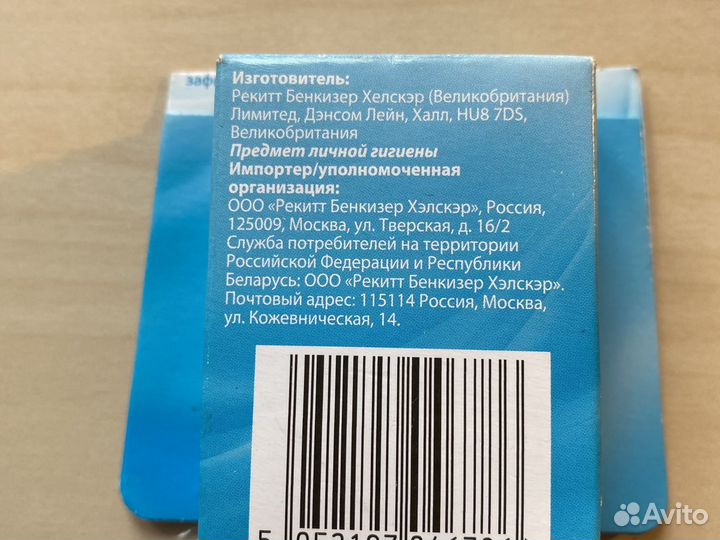 Изготовитель:
Рекитт Бенкизер Хелскэр (Великобритания)
Лимитед, Дэнсом Лейн, Халл, HU8 7DS,
Великобритания
Предмет личной гигиены
Импортер/уполномоченная
организация:
ООО «Рекитт Бенкизер Хэлскэр», Россия,
125009, Москва, ул. Тверская, д. 16/2
Служба потребителей на территории
Российской Федерации и Республики
Беларусь: ООО «Рекитт Бенкизер Хэлскэр».
Почтовый адрес: 115114 Россия, Москва,
ул. Кожевническая, 14.
Avito